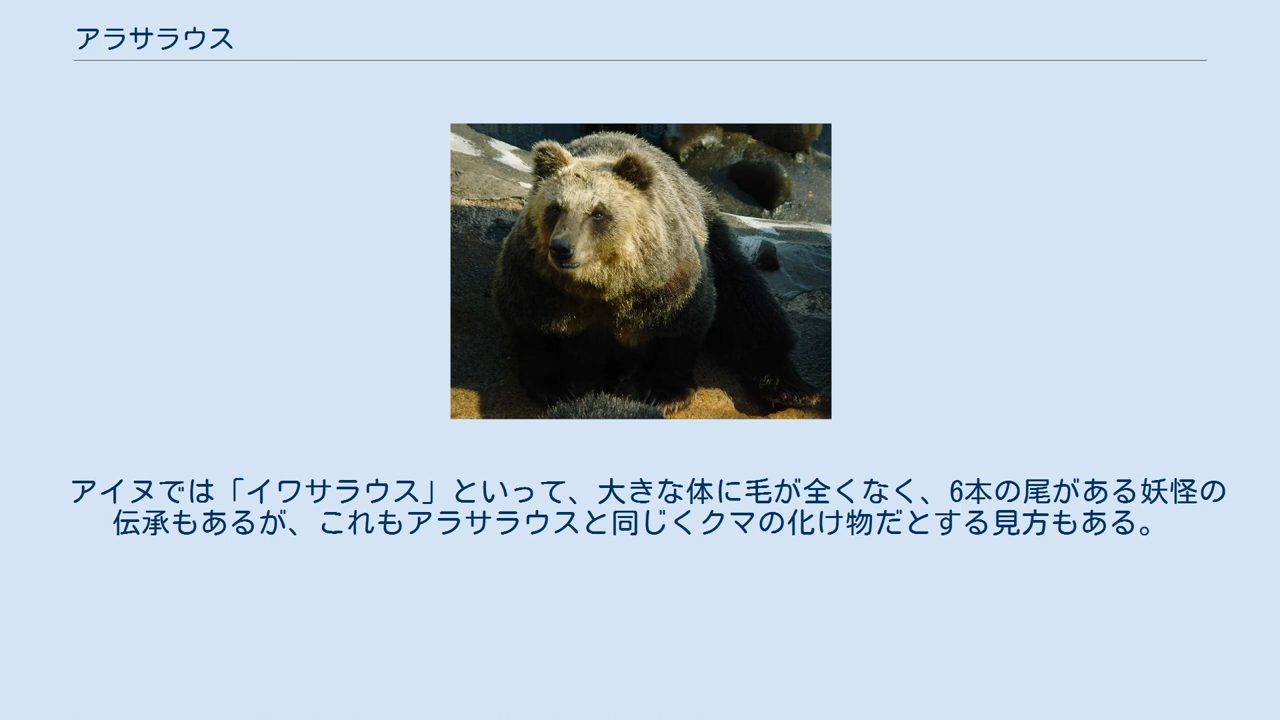 アラサラウス
アイヌでは「イワサラウス」といって、大きな体に毛が全くなく、6本の尾がある妖怪の
伝承もあるが、これもアラサラウスと同じくクマの化け物だとする見方もある。